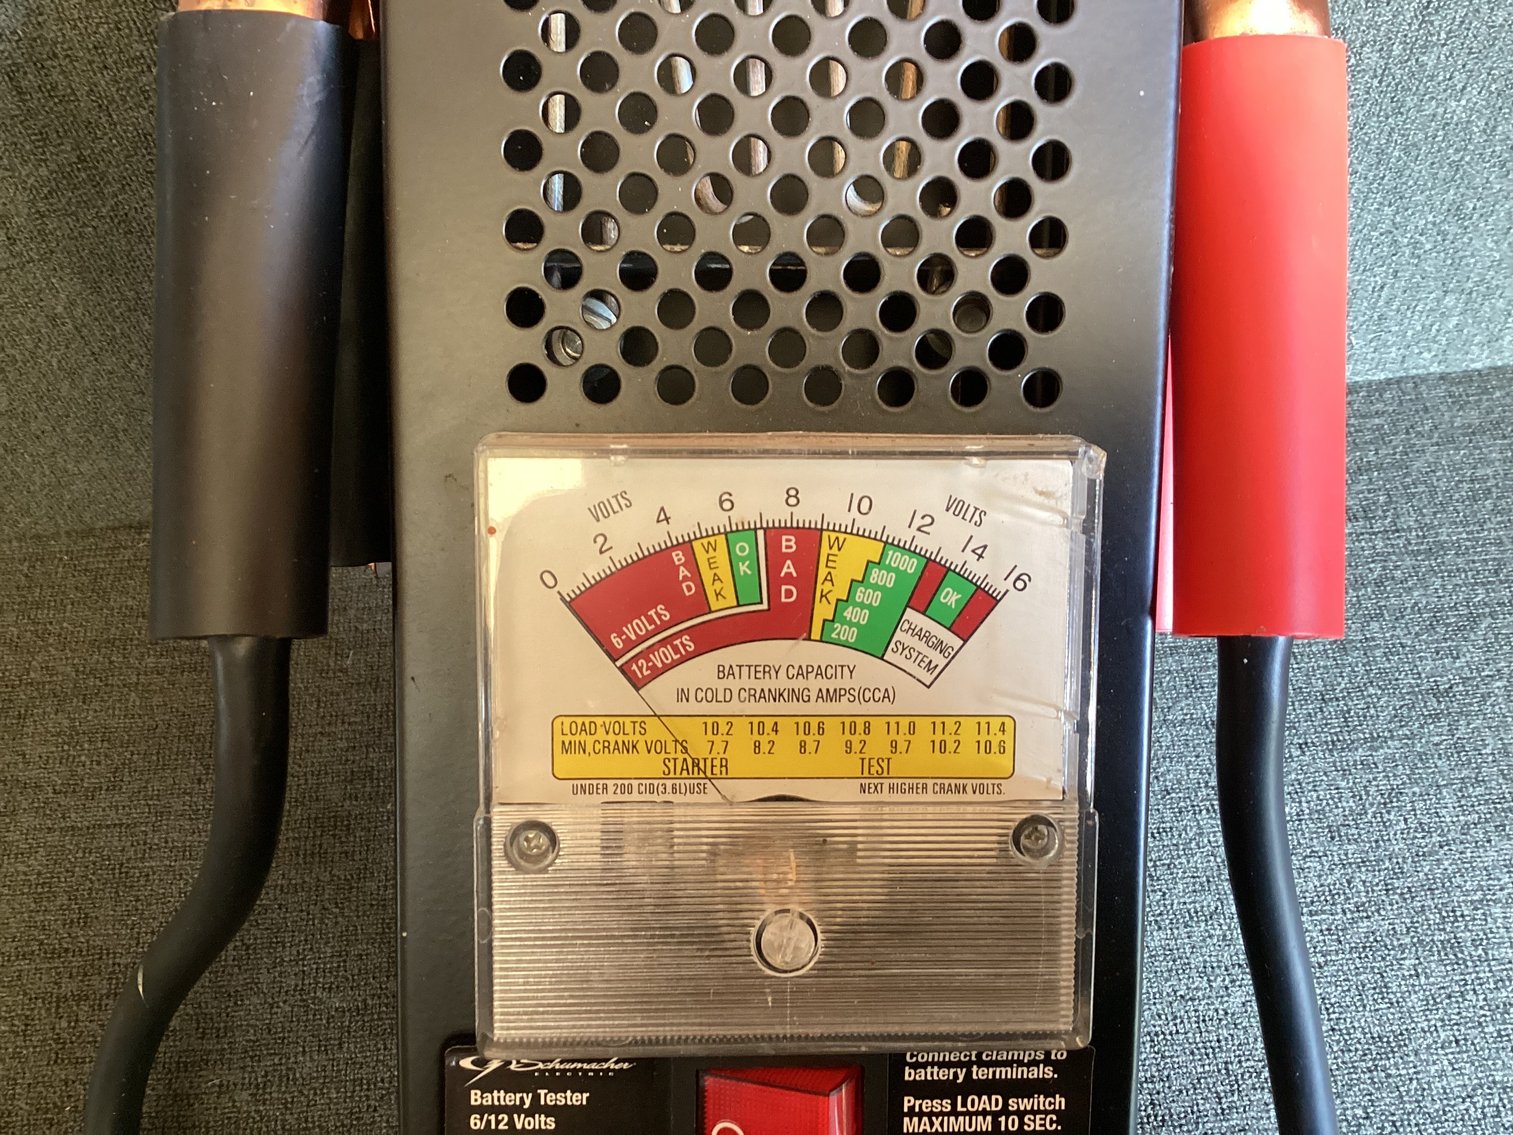 VOLTS
VOLTS
0 2 4 6 8 10 12 14 16
BAD
WEAK
OK
BAD
WEAK
1000
800
600
400
200
OK
6-VOLTS
12-VOLTS
CHARGING
SYSTEM
BATTERY CAPACITY
IN COLD CRANKING AMPS(CCA)
LOAD VOLTS 10.2 10.4 10.6 10.8 11.0 11.2 11.4
MIN,CRANK VOLTS 7.7 8.2 8.7 9.2 9.7 10.2 10.6
STARTER TEST
UNDER 200 CID(3.6L)USE NEXT HIGHER CRANK VOLTS.
Schumacher
ELECTRIC
Battery Tester
6/12 Volts
Connect clamps to
battery terminals.
Press LOAD switch
MAXIMUM 10 SEC.